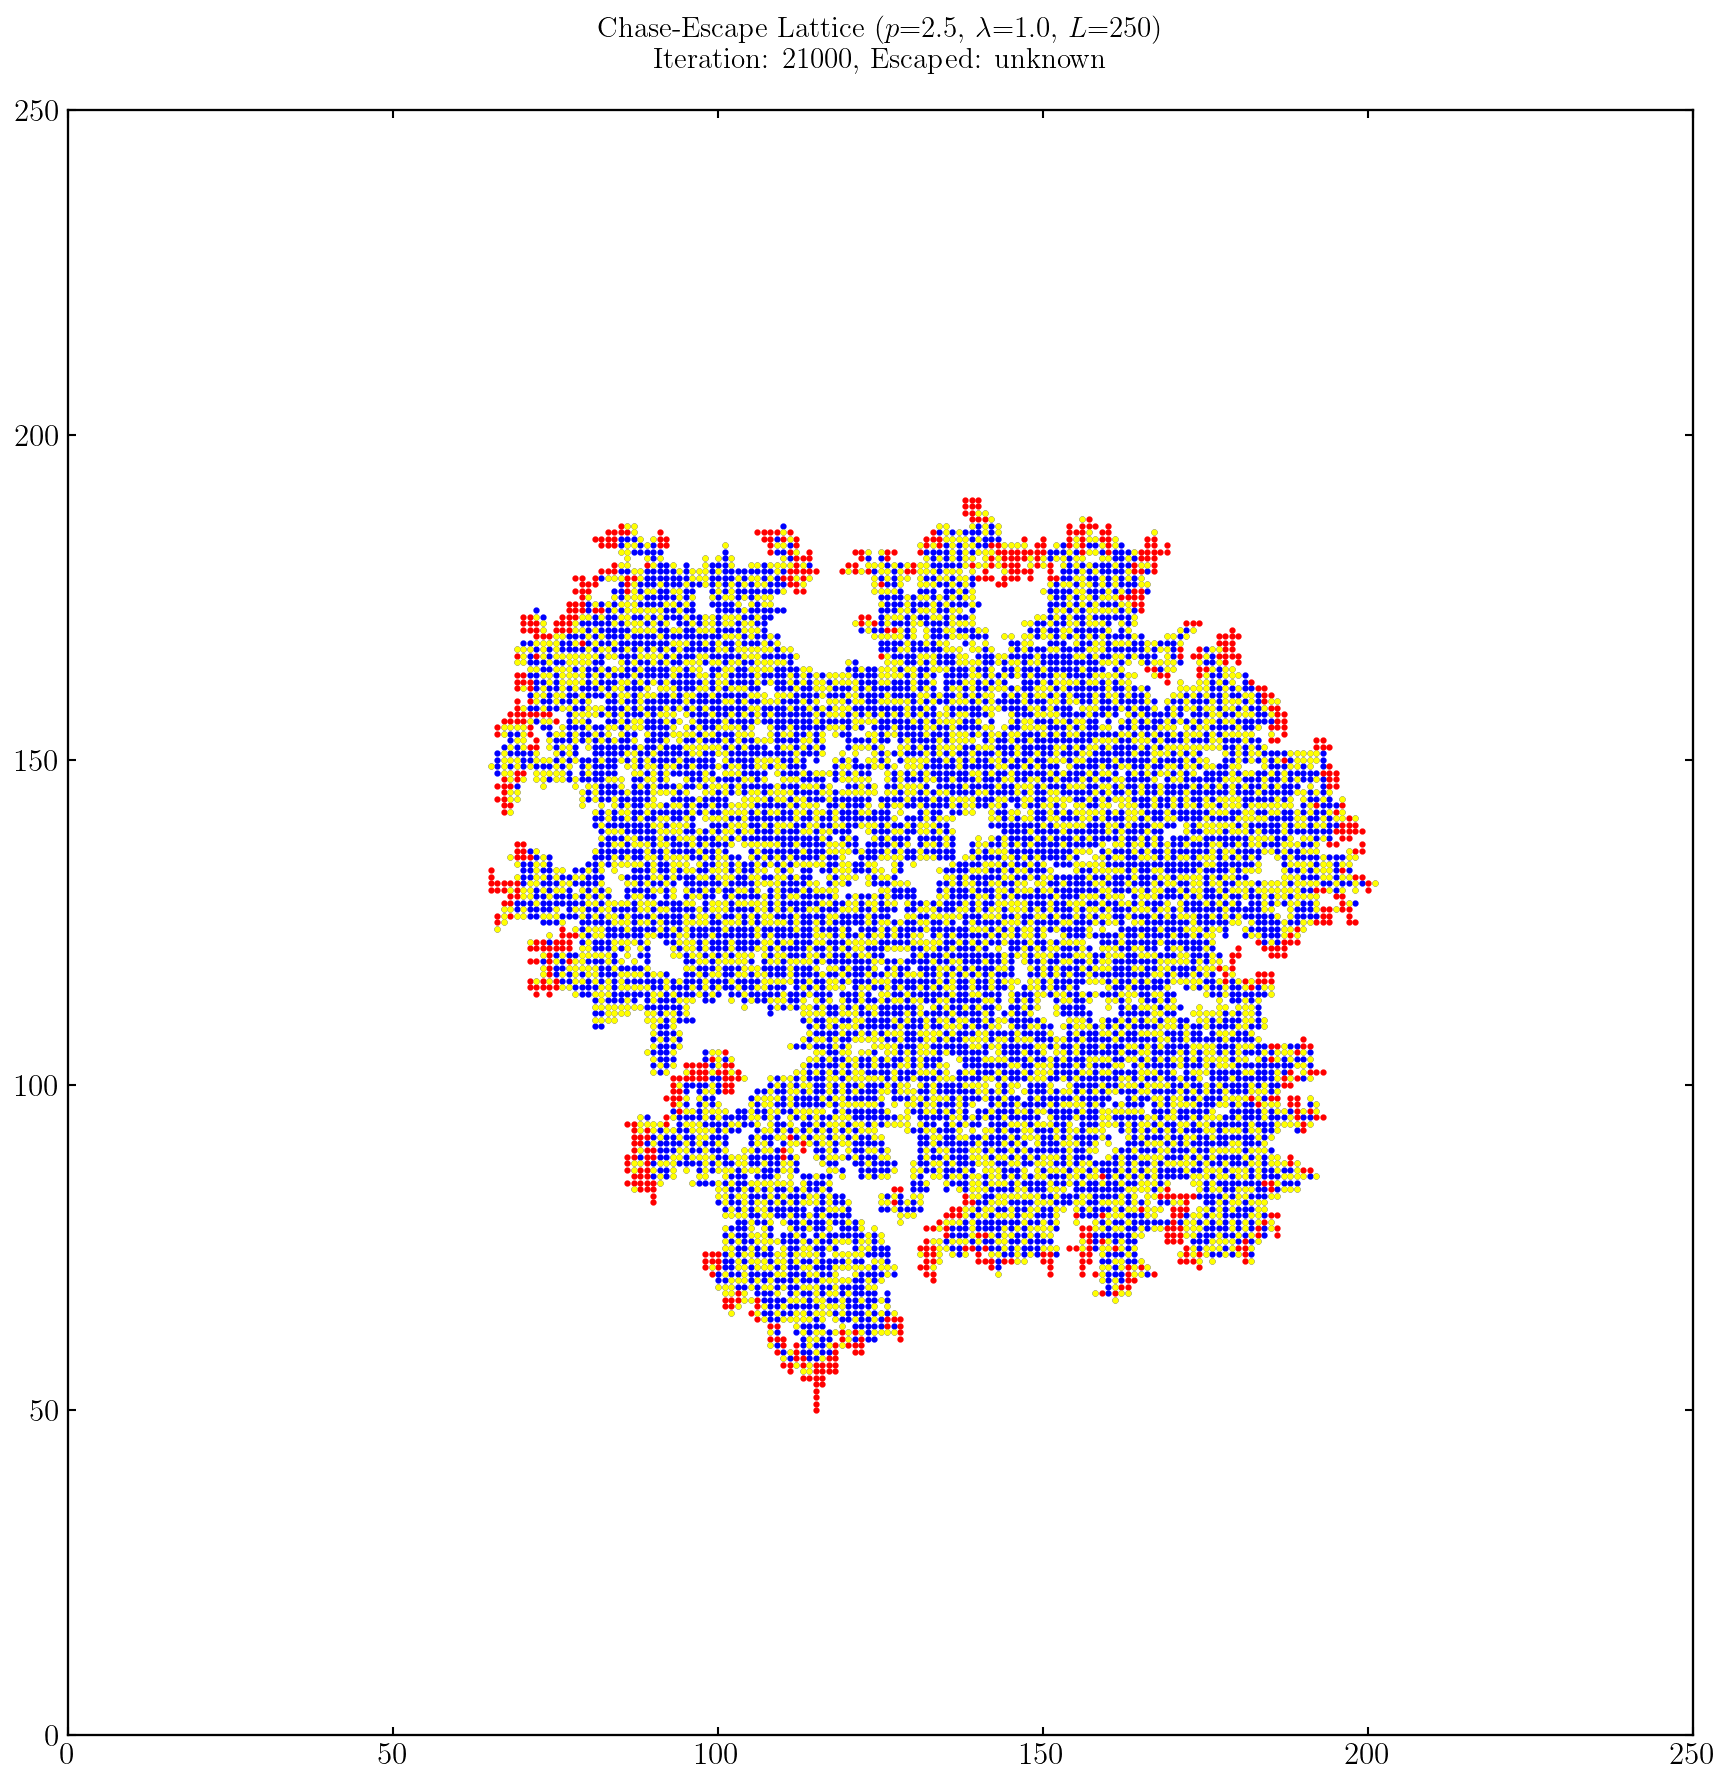 Chase-Escape Lattice (p=2.5, λ=1.0, L=250)
Iteration: 21000, Escaped: unknown
250
200
150
100
50
0
0 50 100 150 200 250